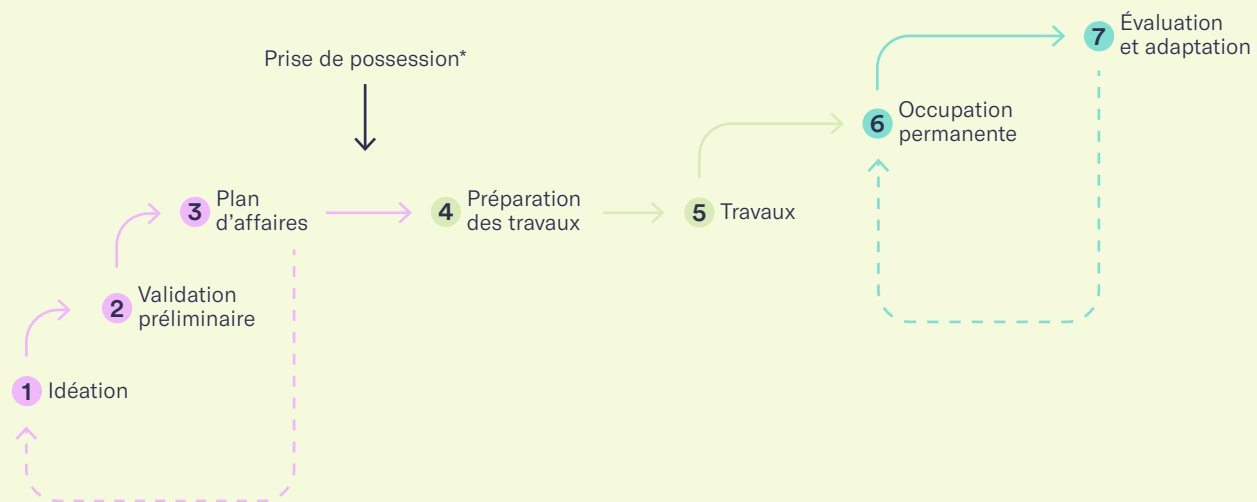 7
Évaluation
et adaptation
Prise de possession*
6
Occupation
permanente
3
Plan
d'affaires
4
Préparation
des travaux
5
Travaux
2
Validation
préliminaire
1
Idéation